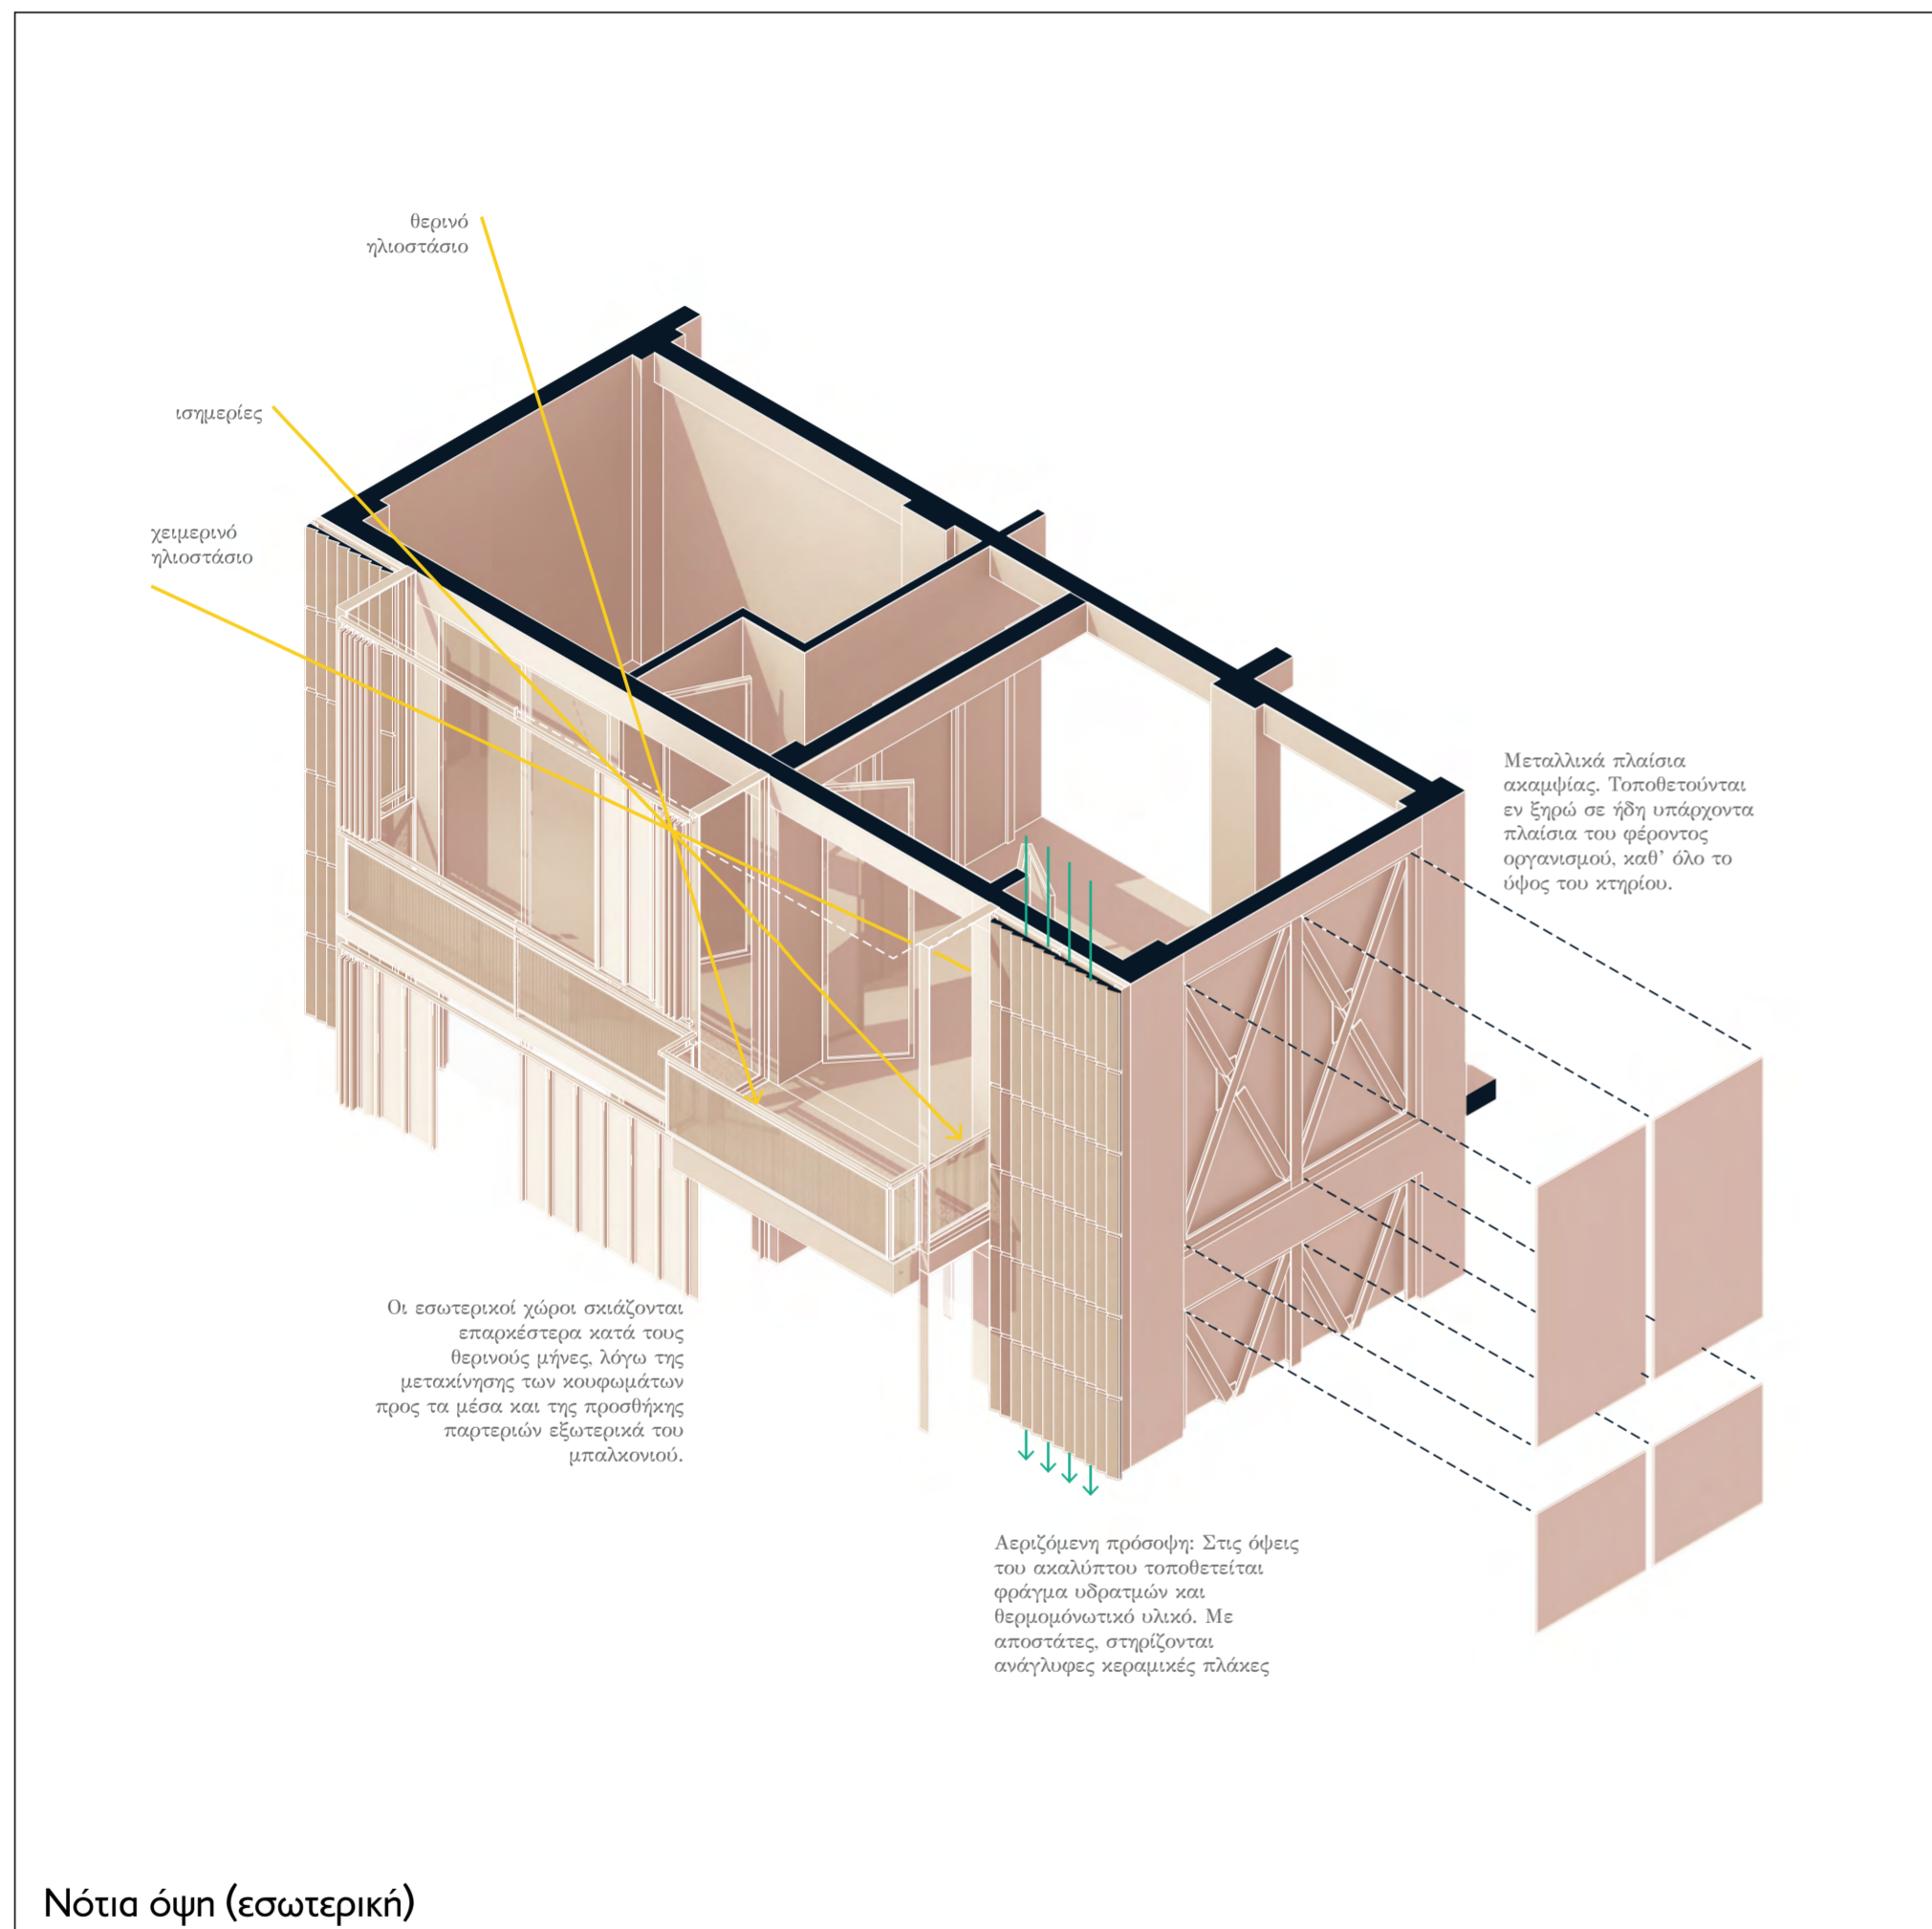 θερινό
ηλιοστάσιο
ισημερίες
χειμερινό
ηλιοστάσιο
Μεταλλικά πλαίσια
ακαμψίας. Τοποθετούνται
εν ξηρώ σε ήδη υπάρχοντα
πλαίσια του φέροντος
οργανισμού, καθ’ όλο το
ύψος του κτηρίου.
Οι εσωτερικοί χώροι σκιάζονται
επαρκέστερα κατά τους
θερινούς μήνες, λόγω της
μετακίνησης των κουφωμάτων
προς τα μέσα και της προσθήκης
παρτεριών εξωτερικά του
μπαλκονιού.
Αεριζόμενη πρόσοψη: Στις όψεις
του ακαλύπτου τοποθετείται
φράγμα υδρατμών και
θερμομόνωτικό υλικό. Με
αποστάτες, στηρίζονται
ανάγλυφες κεραμικές πλάκες
Νότια όψη (εσωτερική)